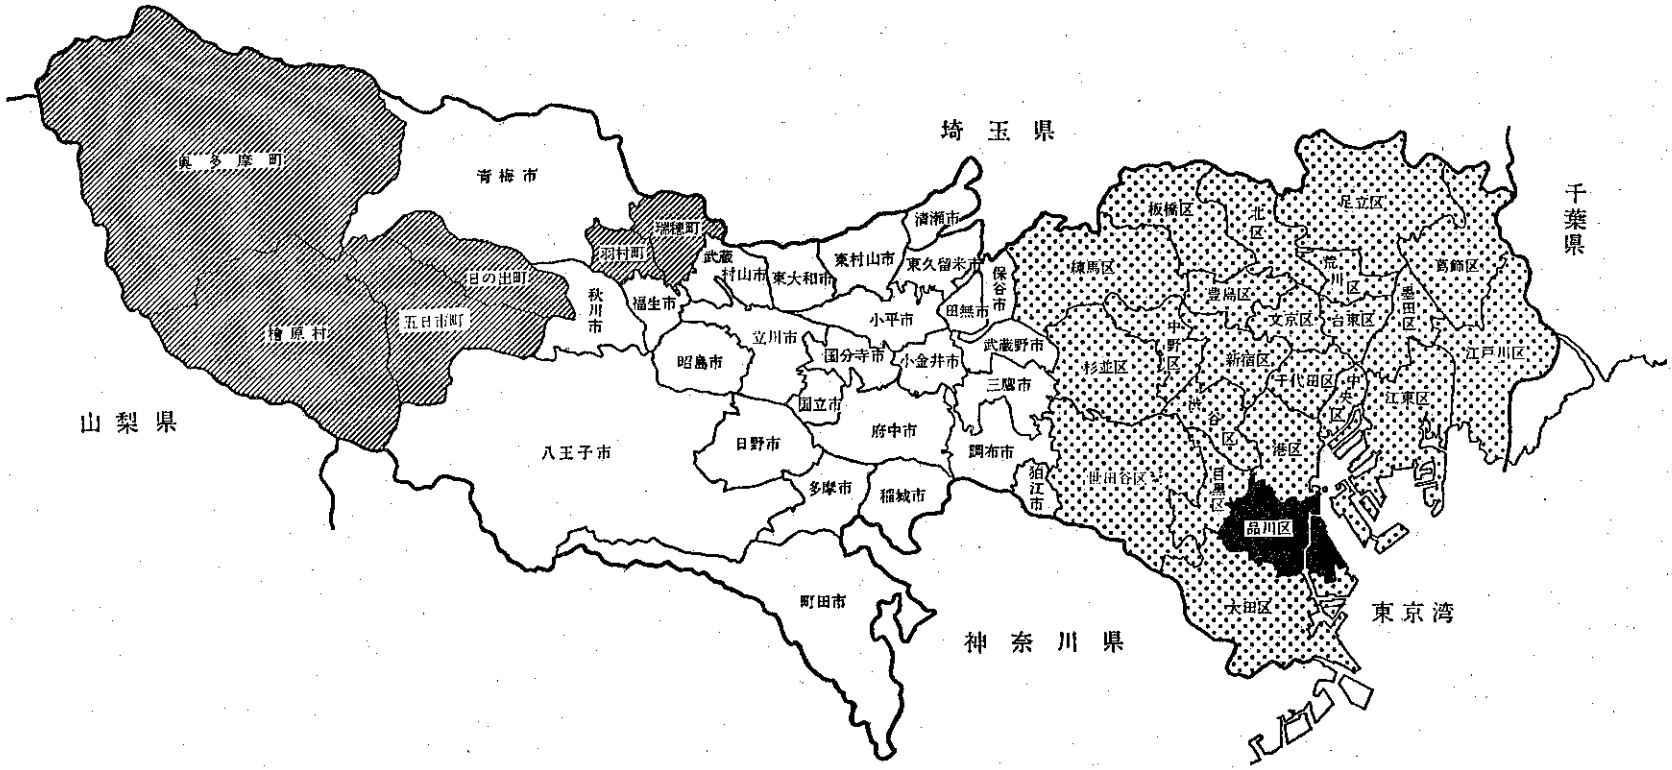 埼玉県
千葉県
山梨県
神奈川県
東京湾
奥多摩町
青梅市
瑞穂町
羽村町
日の出町
五日市町
檜原村
秋川市
福生市
武蔵村山市
東大和市
東村山市
清瀬市
東久留米市
保谷市
田無市
小平市
立川市
昭島市
国分寺市
小金井市
武蔵野市
三鷹市
国立市
府中市
調布市
狛江市
日野市
八王子市
多摩市
稲城市
町田市
板橋区
北区
足立区
葛飾区
練馬区
荒川区
豊島区
文京区
台東区
墨田区
江戸川区
中野区
杉並区
新宿区
千代田区
中央区
江東区
渋谷区
港区
世田谷区
目黒区
品川区
大田区